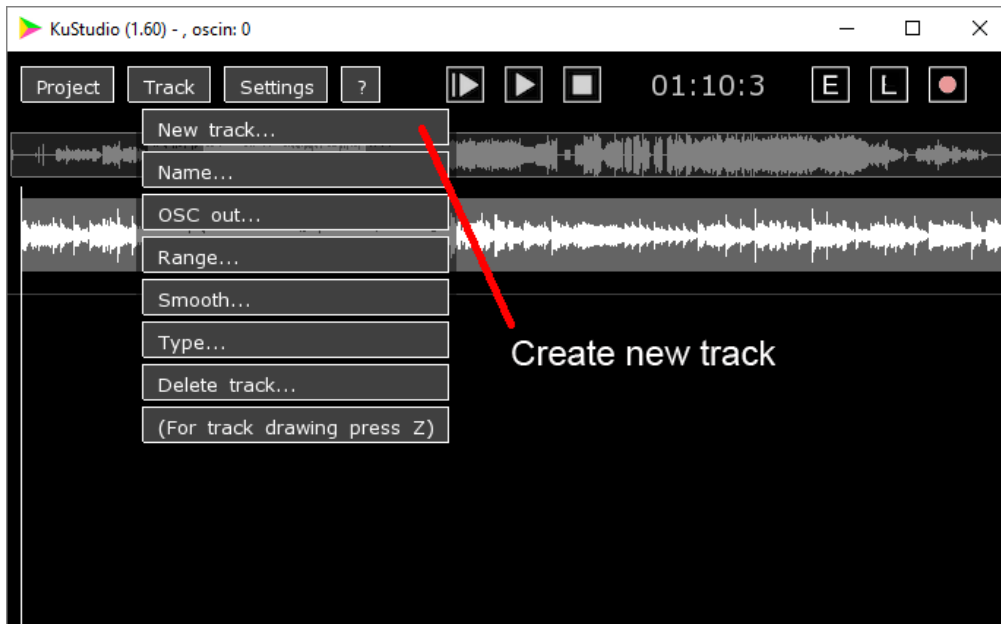 KuStudio (1.60) - , oscin: 0
Project Track Settings ? 01:10:3 E L
New track...
Name...
OSC out...
Range...
Smooth...
Type...
Delete track...
(For track drawing press Z)
Create new track